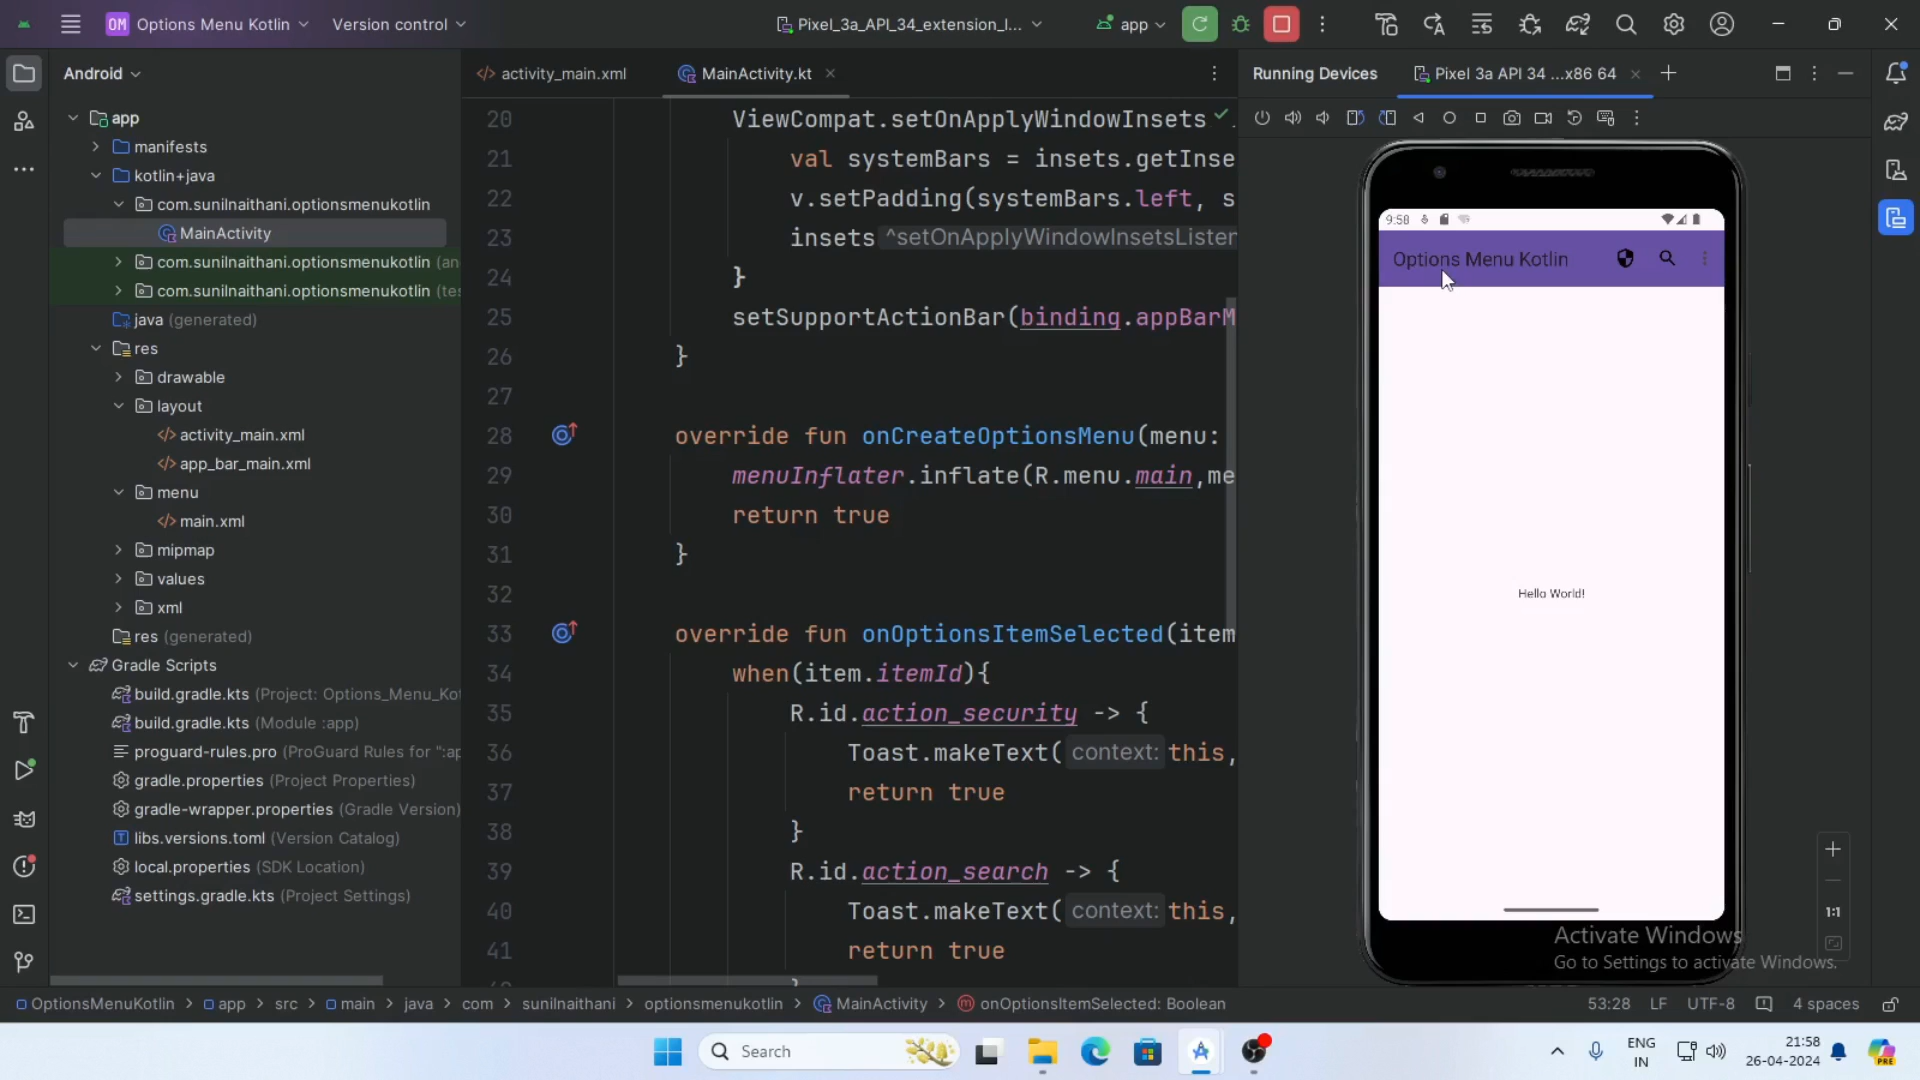 OM Options Menu Kotlin Version control Pixel_3a_API_34_extension_l... app
Android
app
manifests
kotlin+java
com.sunilnaithani.optionsmenukotlin
MainActivity
com.sunilnaithani.optionsmenukotlin (an
com.sunilnaithani.optionsmenukotlin (tes
java (generated)
res
drawable
layout
activity_main.xml
app_bar_main.xml
menu
main.xml
mipmap
values
xml
res (generated)
Gradle Scripts
build.gradle.kts (Project: Options_Menu_Kot
build.gradle.kts (Module :app)
proguard-rules.pro (ProGuard Rules for ":ap
gradle.properties (Project Properties)
gradle-wrapper.properties (Gradle Version)
libs.versions.toml (Version Catalog)
local.properties (SDK Location)
settings.gradle.kts (Project Settings)
activity_main.xml MainActivity.kt
20 ViewCompat.setOnApplyWindowInsets
21 val systemBars = insets.getInse
22 v.setPadding(systemBars.left, s
23 insets ^setOnApplyWindowInsetsListen
24 }
25 setSupportActionBar(binding.appBarM
26 }
27
28 override fun onCreateOptionsMenu(menu:
29 menuInflater.inflate(R.menu.main,me
30 return true
31 }
32
33 override fun onOptionsItemSelected(item
34 when(item.itemId){
35 R.id.action_security -> {
36 Toast.makeText( context: this,
37 return true
38 }
39 R.id.action_search -> {
40 Toast.makeText( context: this,
41 return true
Running Devices Pixel 3a API 34 ...x86 64
9:58
Options Menu Kotlin
Hello World!
1:1
Activate Windows
Go to Settings to activate Windows.
OptionsMenuKotlin > app > src > main > java > com > sunilnaithani > optionsmenukotlin > MainActivity > onOptionsItemSelected: Boolean 53:28 LF UTF-8 4 spaces
Search
ENG
IN
21:58
26-04-2024
PRE